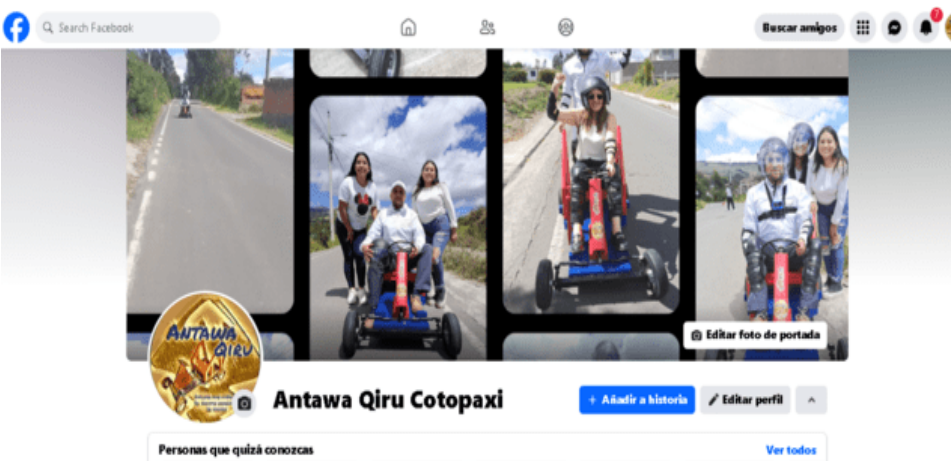 Search Facebook
Buscar amigos
7
Editar foto de portada
ANTAWA
QIRU
Antawa Qiru Cotopaxi
+ Añadir a historia
Editar perfil
Personas que quizá conozcas
Ver todos